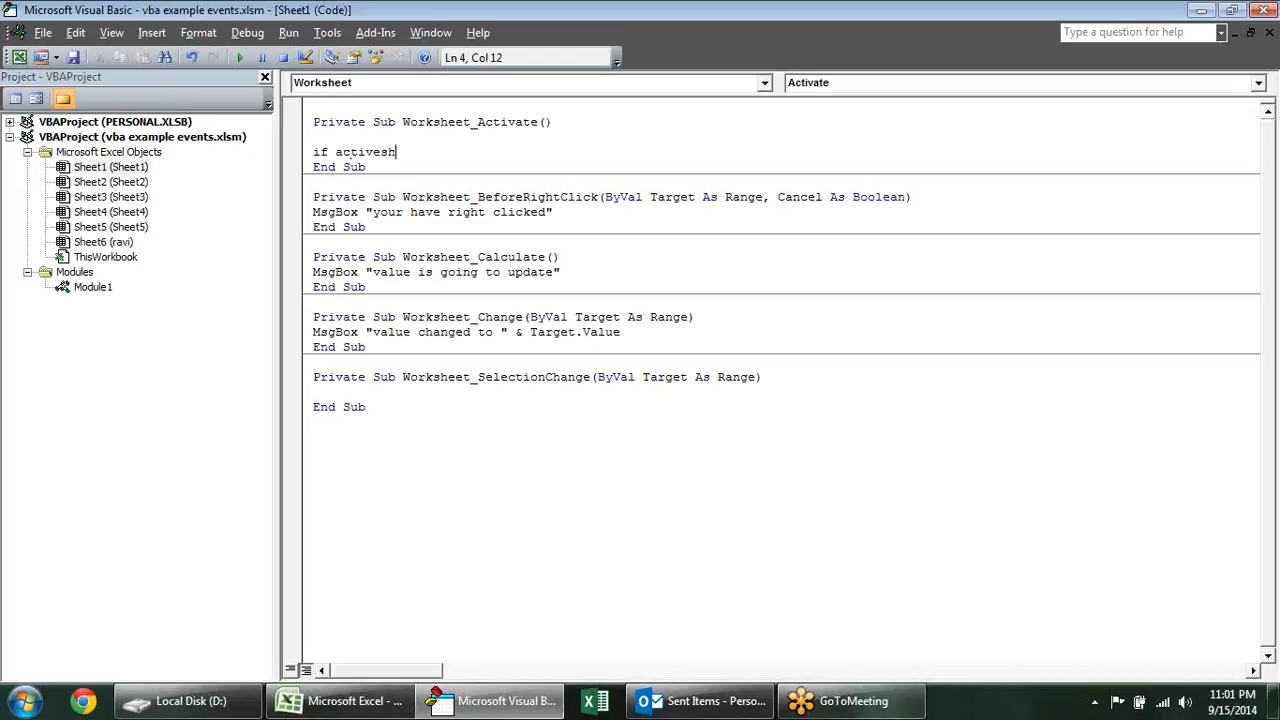 Microsoft Visual Basic - vba example events.xlsm - [Sheet1 (Code)]
File Edit View Insert Format Debug Run Tools Add-Ins Window Help
Type a question for help
Ln 4, Col 12
Project - VBAProject
Worksheet
Activate
VBAProject (PERSONAL.XLSB)
VBAProject (vba example events.xlsm)
Microsoft Excel Objects
Sheet1 (Sheet1)
Sheet2 (Sheet2)
Sheet3 (Sheet3)
Sheet4 (Sheet4)
Sheet5 (Sheet5)
Sheet6 (ravi)
ThisWorkbook
Modules
Module1
Private Sub Worksheet_Activate()
if activesh
End Sub
Private Sub Worksheet_BeforeRightClick(ByVal Target As Range, Cancel As Boolean)
MsgBox "your have right clicked"
End Sub
Private Sub Worksheet_Calculate()
MsgBox "value is going to update"
End Sub
Private Sub Worksheet_Change(ByVal Target As Range)
MsgBox "value changed to " & Target.Value
End Sub
Private Sub Worksheet_SelectionChange(ByVal Target As Range)
End Sub
Local Disk (D:)
Microsoft Excel - ...
Microsoft Visual B...
Sent Items - Perso...
GoToMeeting
11:01 PM
9/15/2014